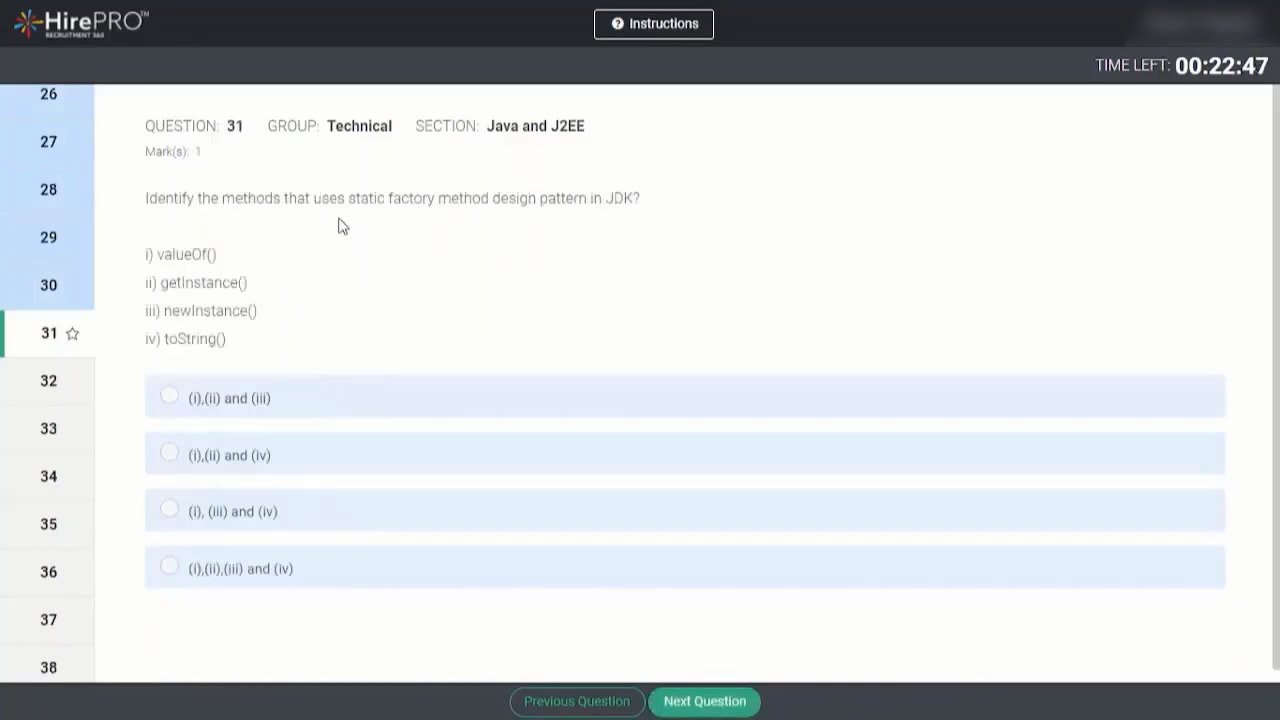 HirePRO™
RECRUITMENT 360
Instructions
TIME LEFT: 00:22:47
26
27
28
29
30
31
32
33
34
35
36
37
38
QUESTION: 31 GROUP: Technical SECTION: Java and J2EE
Mark(s): 1
Identify the methods that uses static factory method design pattern in JDK?
i) valueOf()
ii) getInstance()
iii) newInstance()
iv) toString()
(i),(ii) and (iii)
(i),(ii) and (iv)
(i), (iii) and (iv)
(i),(ii),(iii) and (iv)
Previous Question
Next Question